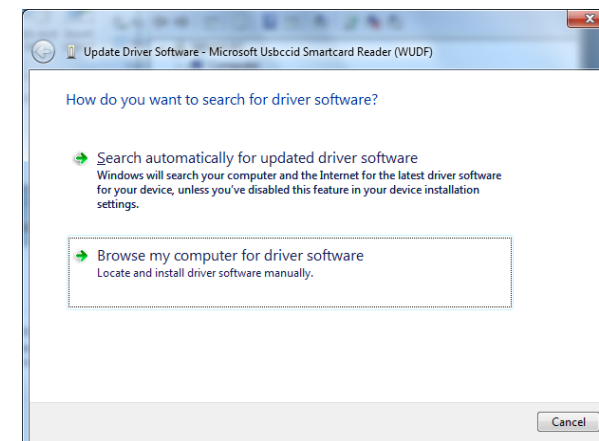 Update Driver Software - Microsoft Usbccid Smartcard Reader (WUDF)
How do you want to search for driver software?
Search automatically for updated driver software
Windows will search your computer and the Internet for the latest driver software
for your device, unless you've disabled this feature in your device installation
settings.
Browse my computer for driver software
Locate and install driver software manually.
Cancel